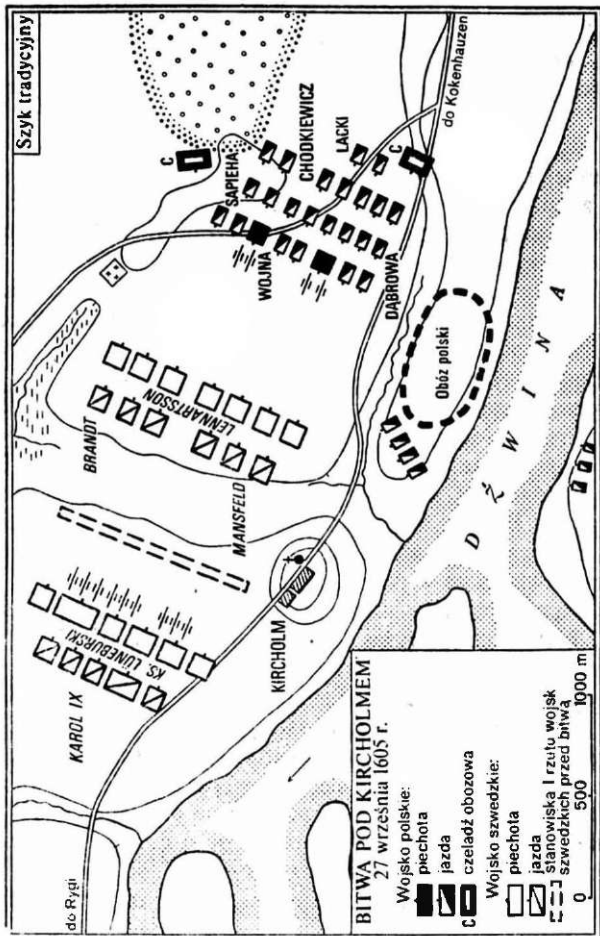 Szyk tradycyjny
C
SAPIEHA
CHODKIEWICZ
LACKI
C
do Kokenhauzen
WOJNA
DĄBROWA
Obóz polski
BRANDT
LENNARTSSON
MANSFELD
KAROL IX
KS. LÜNEBURSKI
KIRCHOLM
DŹWINA
do Rygi
BITWA POD KIRCHOLMEM
27 września 1605 r.
Wojsko polskie:
piechota
jazda
C czeladź obozowa
Wojsko szwedzkie:
piechota
jazda
stanowiska I rzutu wojsk
szwedzkich przed bitwą
0 500 1000 m